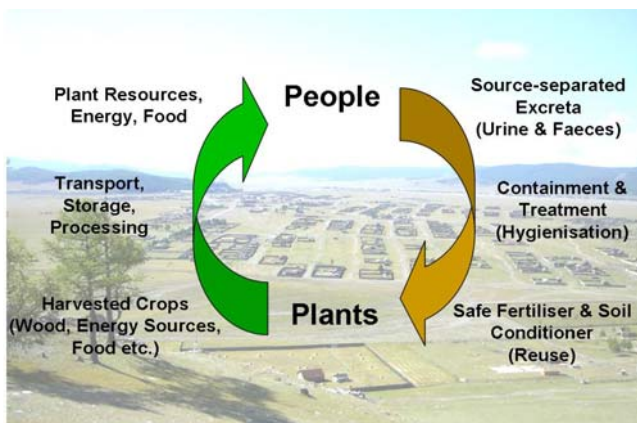 People
Plant Resources,
Energy, Food
Transport,
Storage,
Processing
Harvested Crops
(Wood, Energy Sources,
Food etc.)
Source-separated
Excreta
(Urine & Faeces)
Containment &
Treatment
(Hygienisation)
Safe Fertiliser & Soil
Conditioner
(Reuse)
Plants